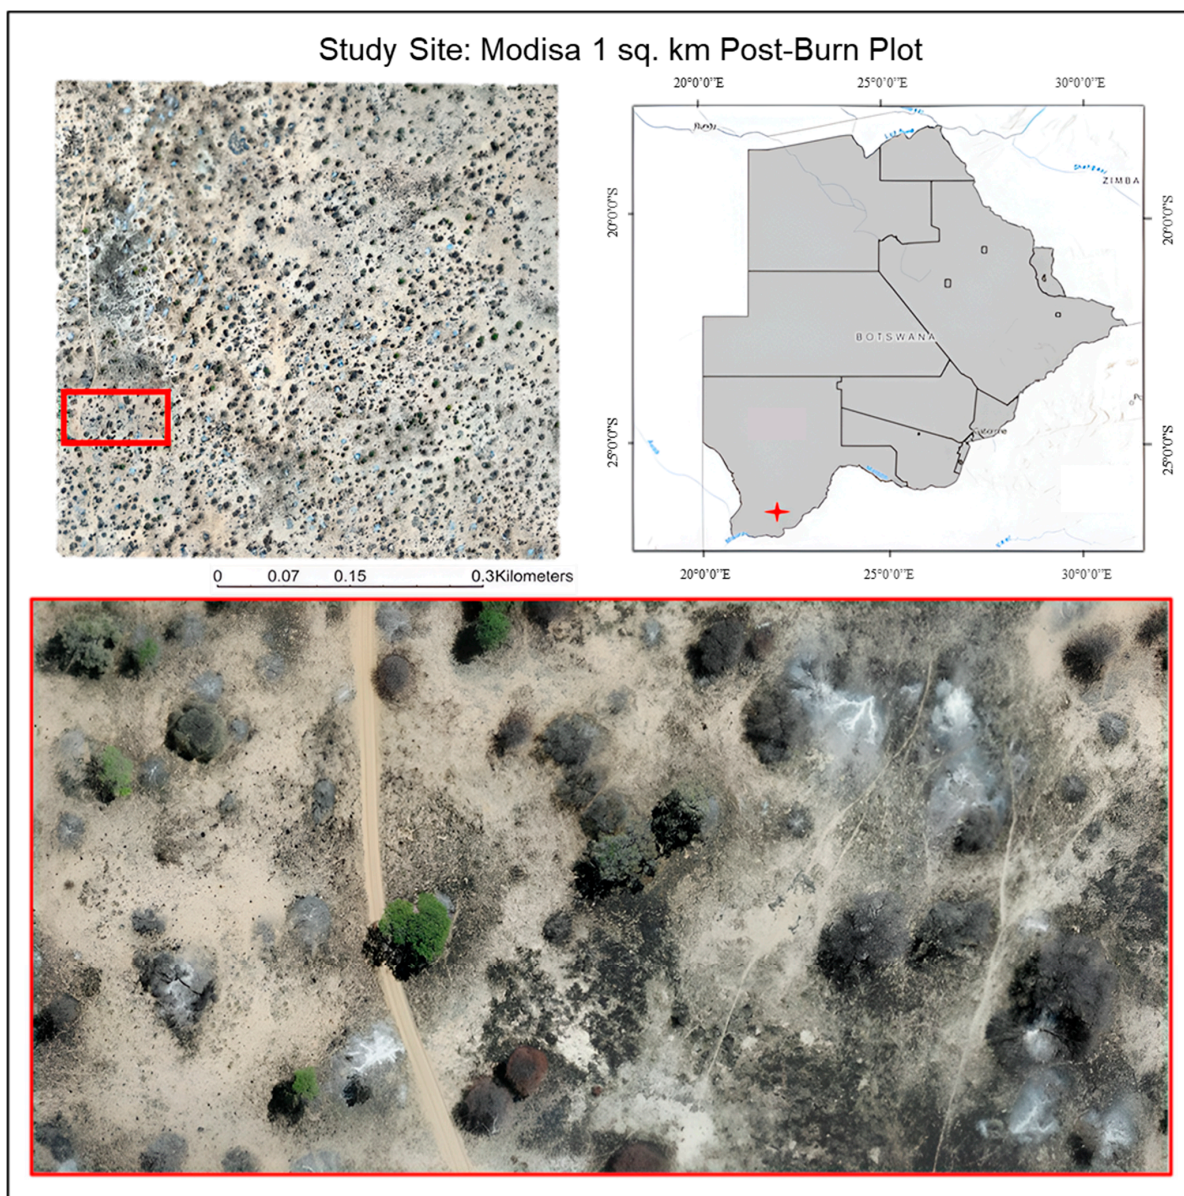 Study Site: Modisa 1 sq. km Post-Burn Plot
20°0'0"E 25°0'0"E 30°0'0"E
ZIMBA
20°0'0"S 20°0'0"S
BOTSWANA
25°0'0"S 25°0'0"S
20°0'0"E 25°0'0"E 30°0'0"E
0 0.07 0.15 0.3Kilometers